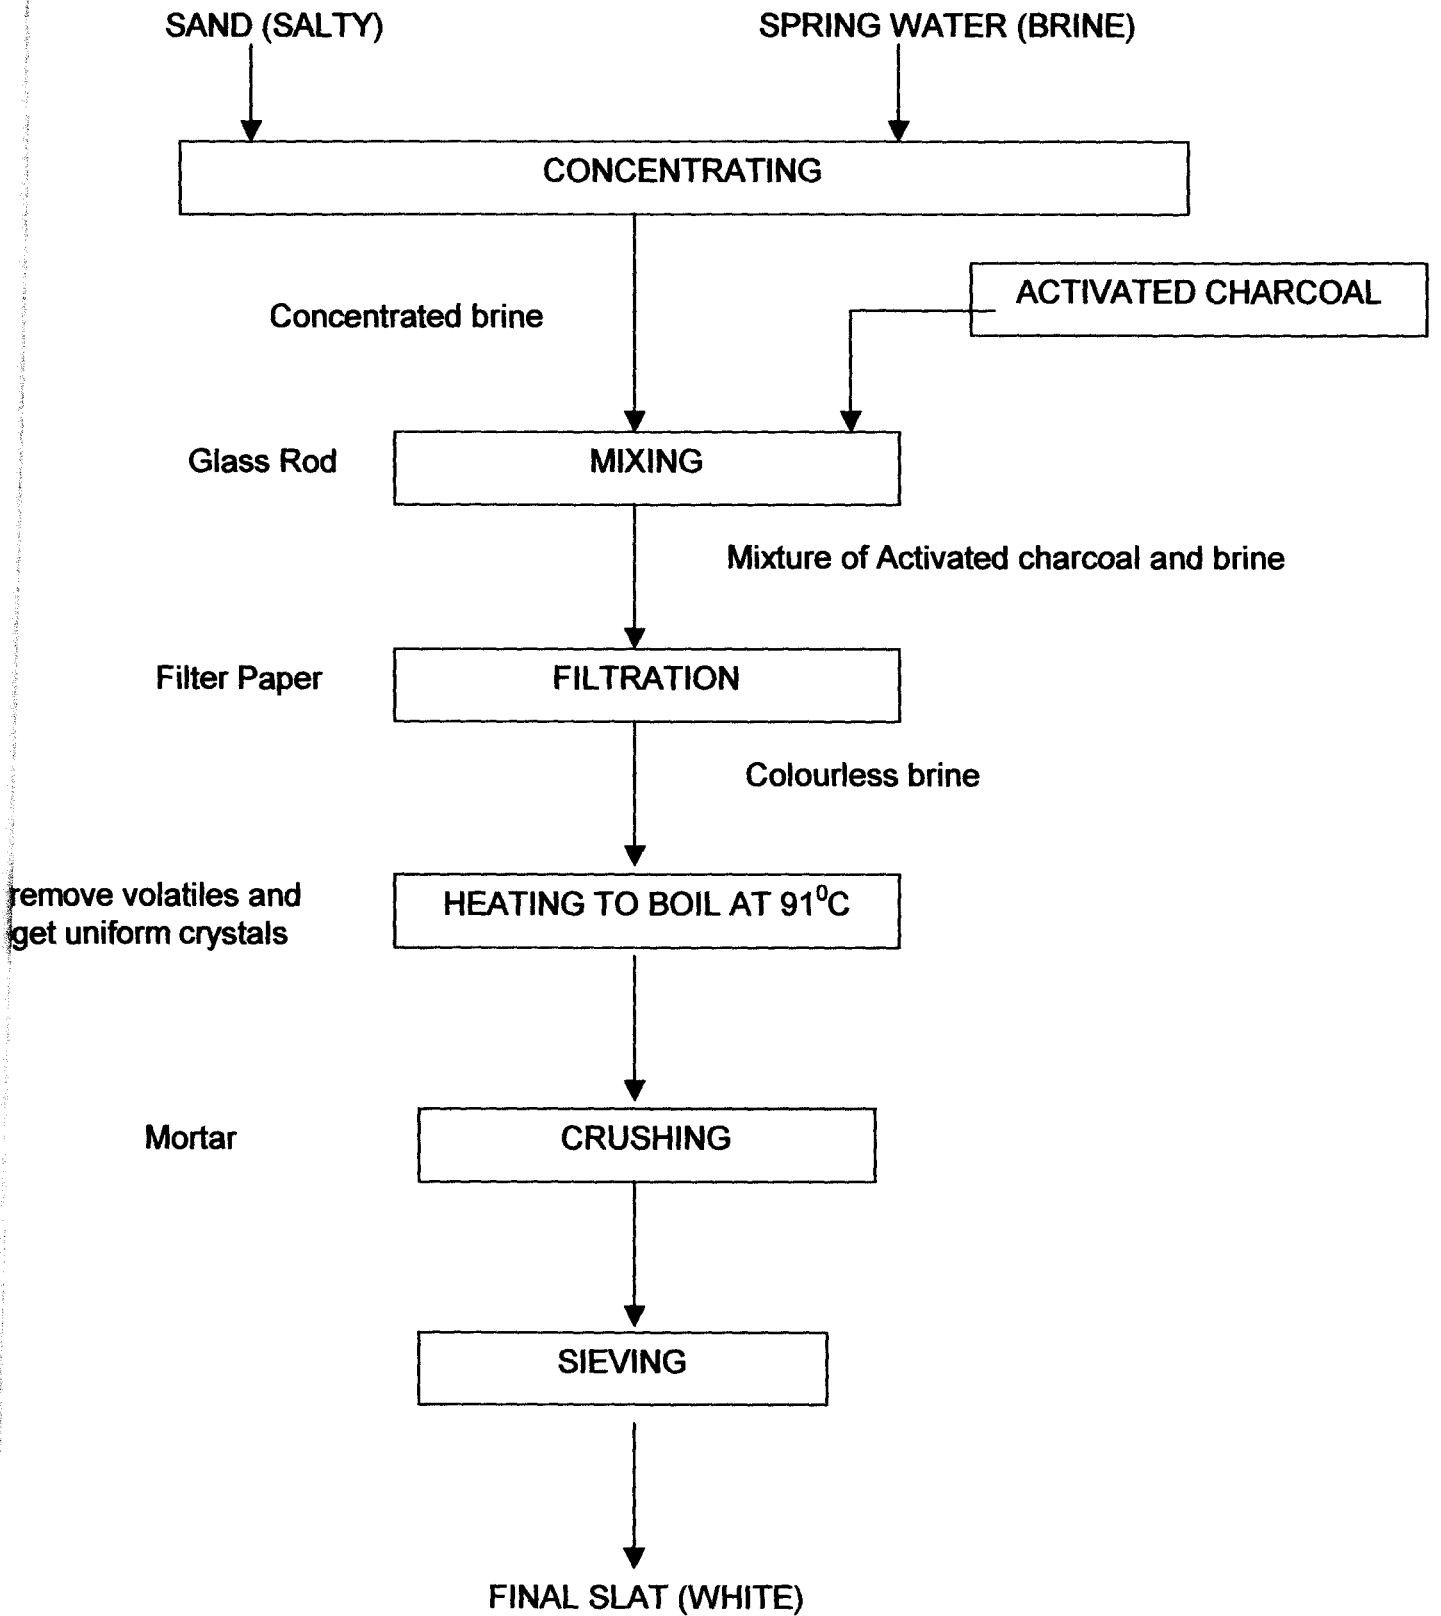 SAND (SALTY)
SPRING WATER (BRINE)
CONCENTRATING
ACTIVATED CHARCOAL
Concentrated brine
Glass Rod
MIXING
Mixture of Activated charcoal and brine
Filter Paper
FILTRATION
Colourless brine
remove volatiles and
get uniform crystals
HEATING TO BOIL AT 91⁰C
Mortar
CRUSHING
SIEVING
FINAL SLAT (WHITE)